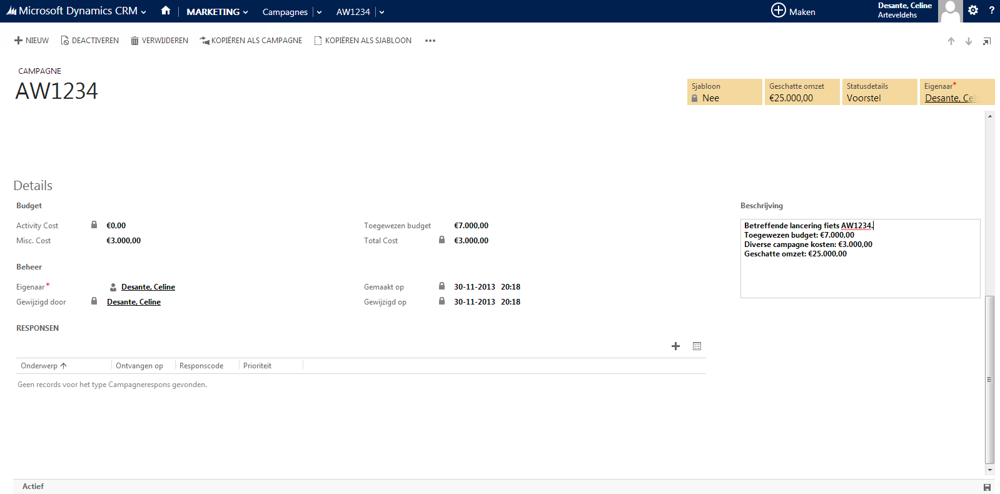 Microsoft Dynamics CRM MARKETING Campagnes AW1234 Maken Desante, Celine ?
Arteveldehs
NIEUW DEACTIVEREN VERWIJDEREN KOPIËREN ALS CAMPAGNE KOPIËREN ALS SJABLOON •••
CAMPAGNE
AW1234
Sjabloon Geschatte omzet Statusdetails Eigenaar*
Nee €25.000,00 Voorstel Desante, Celi
Details
Budget Beschrijving
Activity Cost €0,00 Toegewezen budget €7.000,00
Misc. Cost €3.000,00 Total Cost €3.000,00
Betreffende lancering fiets AW1234.
Toegewezen budget: €7.000,00
Diverse campagne kosten: €3.000,00
Geschatte omzet: €25.000,00
Beheer
Eigenaar* Desante, Celine Gemaakt op 30-11-2013 20:18
Gewijzigd door Desante, Celine Gewijzigd op 30-11-2013 20:18
RESPONSEN
Onderwerp Ontvangen op Responscode Prioriteit
Geen records voor het type Campagnerespons gevonden.
Actief